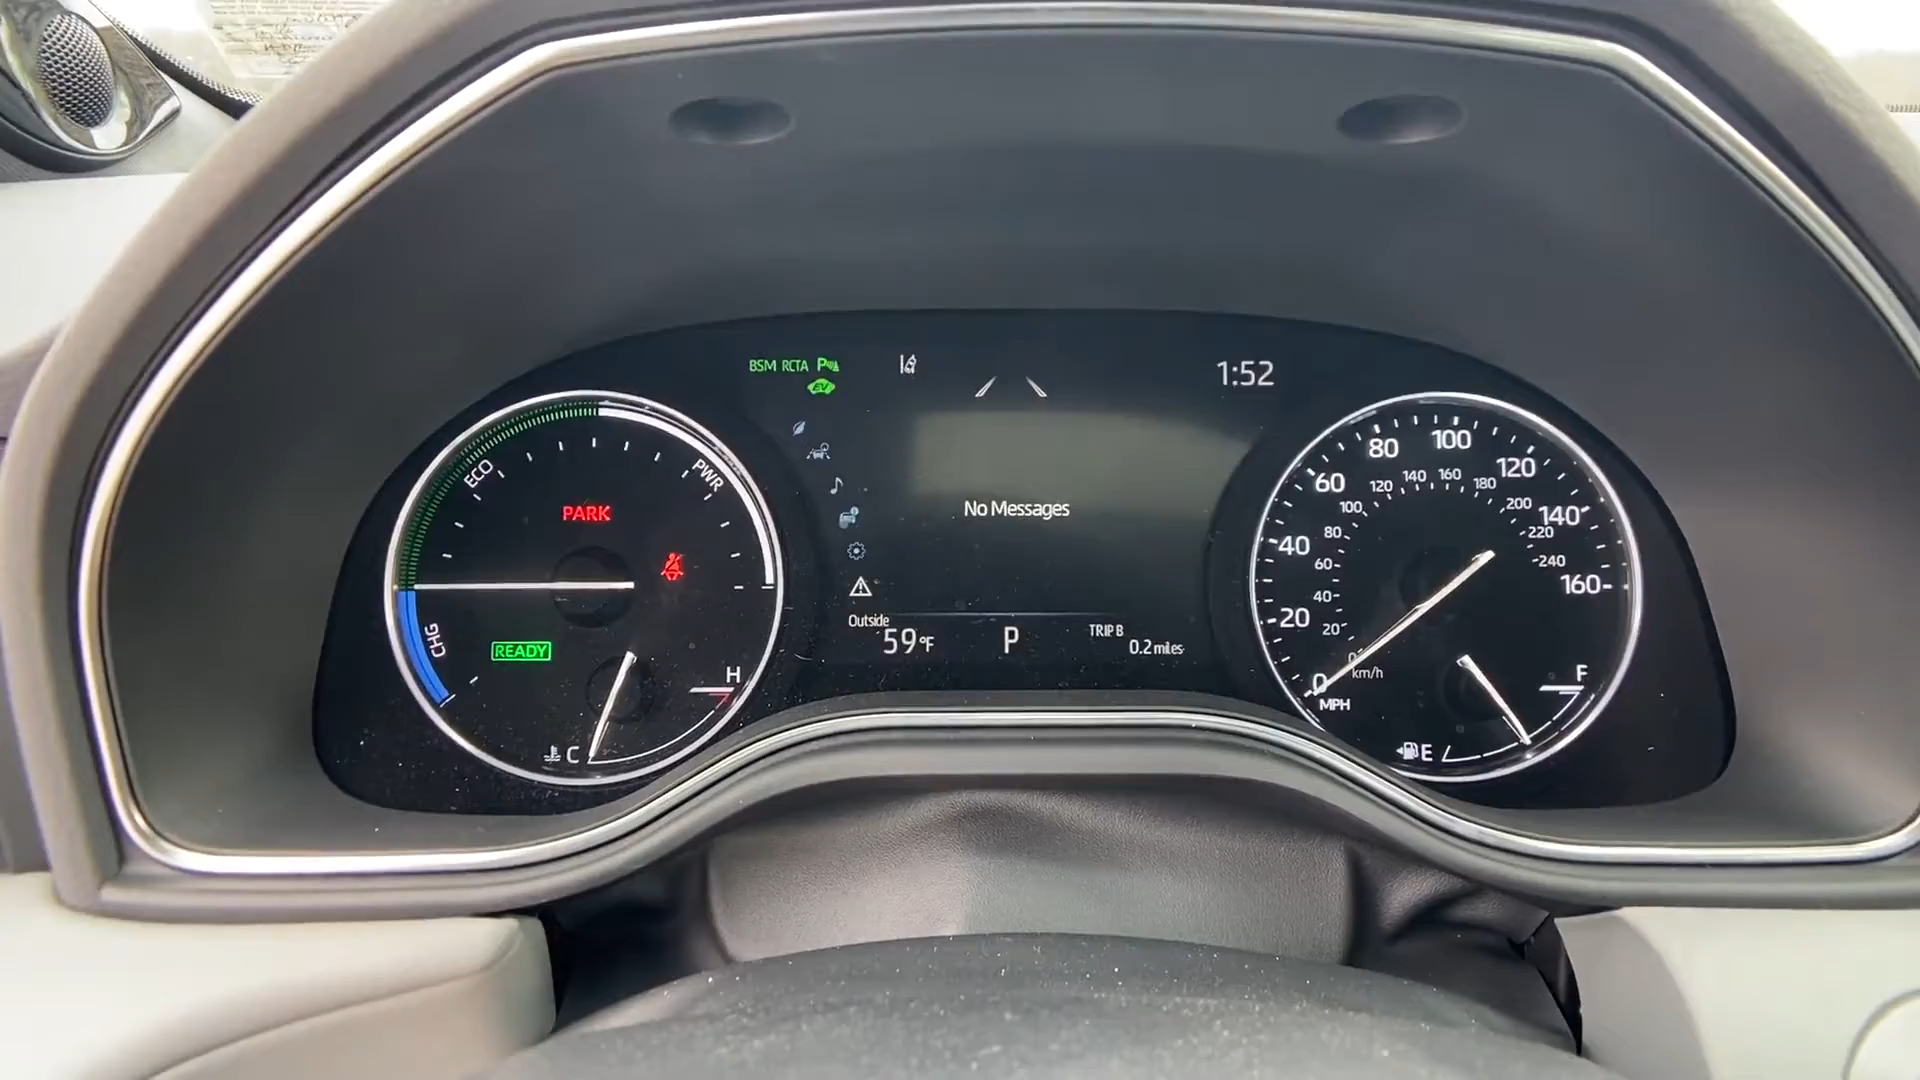 BSM RCTA P
EV
1:52
ECO
PWR
PARK
CHG
READY
H
C
No Messages
Outside
59°F
P
TRIP B
0.2 miles
0
20
40
60
80
100
120
140
160
0
20
40
60
80
100
120
140
160
180
200
220
240
km/h
MPH
F
E